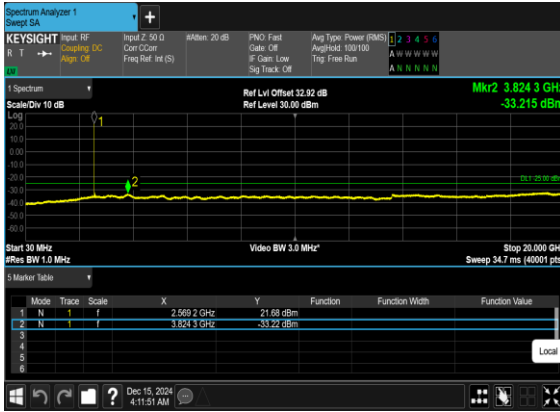 Spectrum Analyzer 1
Swept SA
+
KEYSIGHT
R T
Input: RF
Coupling: DC
Align: Off
Input Z: 50 Ω
Corr CCorr
Freq Ref: Int (S)
#Atten: 20 dB
PNO: Fast
Gate: Off
IF Gain: Low
Sig Track: Off
Avg Type: Power (RMS)
Avg|Hold: 100/100
Trig: Free Run
1 2 3 4 5 6
A W W W W W
A N N N N N
1 Spectrum
Scale/Div 10 dB
Ref Lvl Offset 32.92 dB
Ref Level 30.00 dBm
Mkr2 3.824 3 GHz
-33.215 dBm
Log
20.0
10.0
0.00
-10.0
-20.0
-30.0
-40.0
-50.0
-60.0
1
2
DL1 -25.00 dBm
Start 30 MHz
#Res BW 1.0 MHz
Video BW 3.0 MHz*
Stop 20.000 GH
Sweep 34.7 ms (40001 pts
5 Marker Table
Mode Trace Scale X Y Function Function Width Function Value
1 N 1 f 2.569 2 GHz 21.68 dBm
2 N 1 f 3.824 3 GHz -33.22 dBm
3
4
5
6
Local
?
Dec 15, 2024
4:11:51 AM